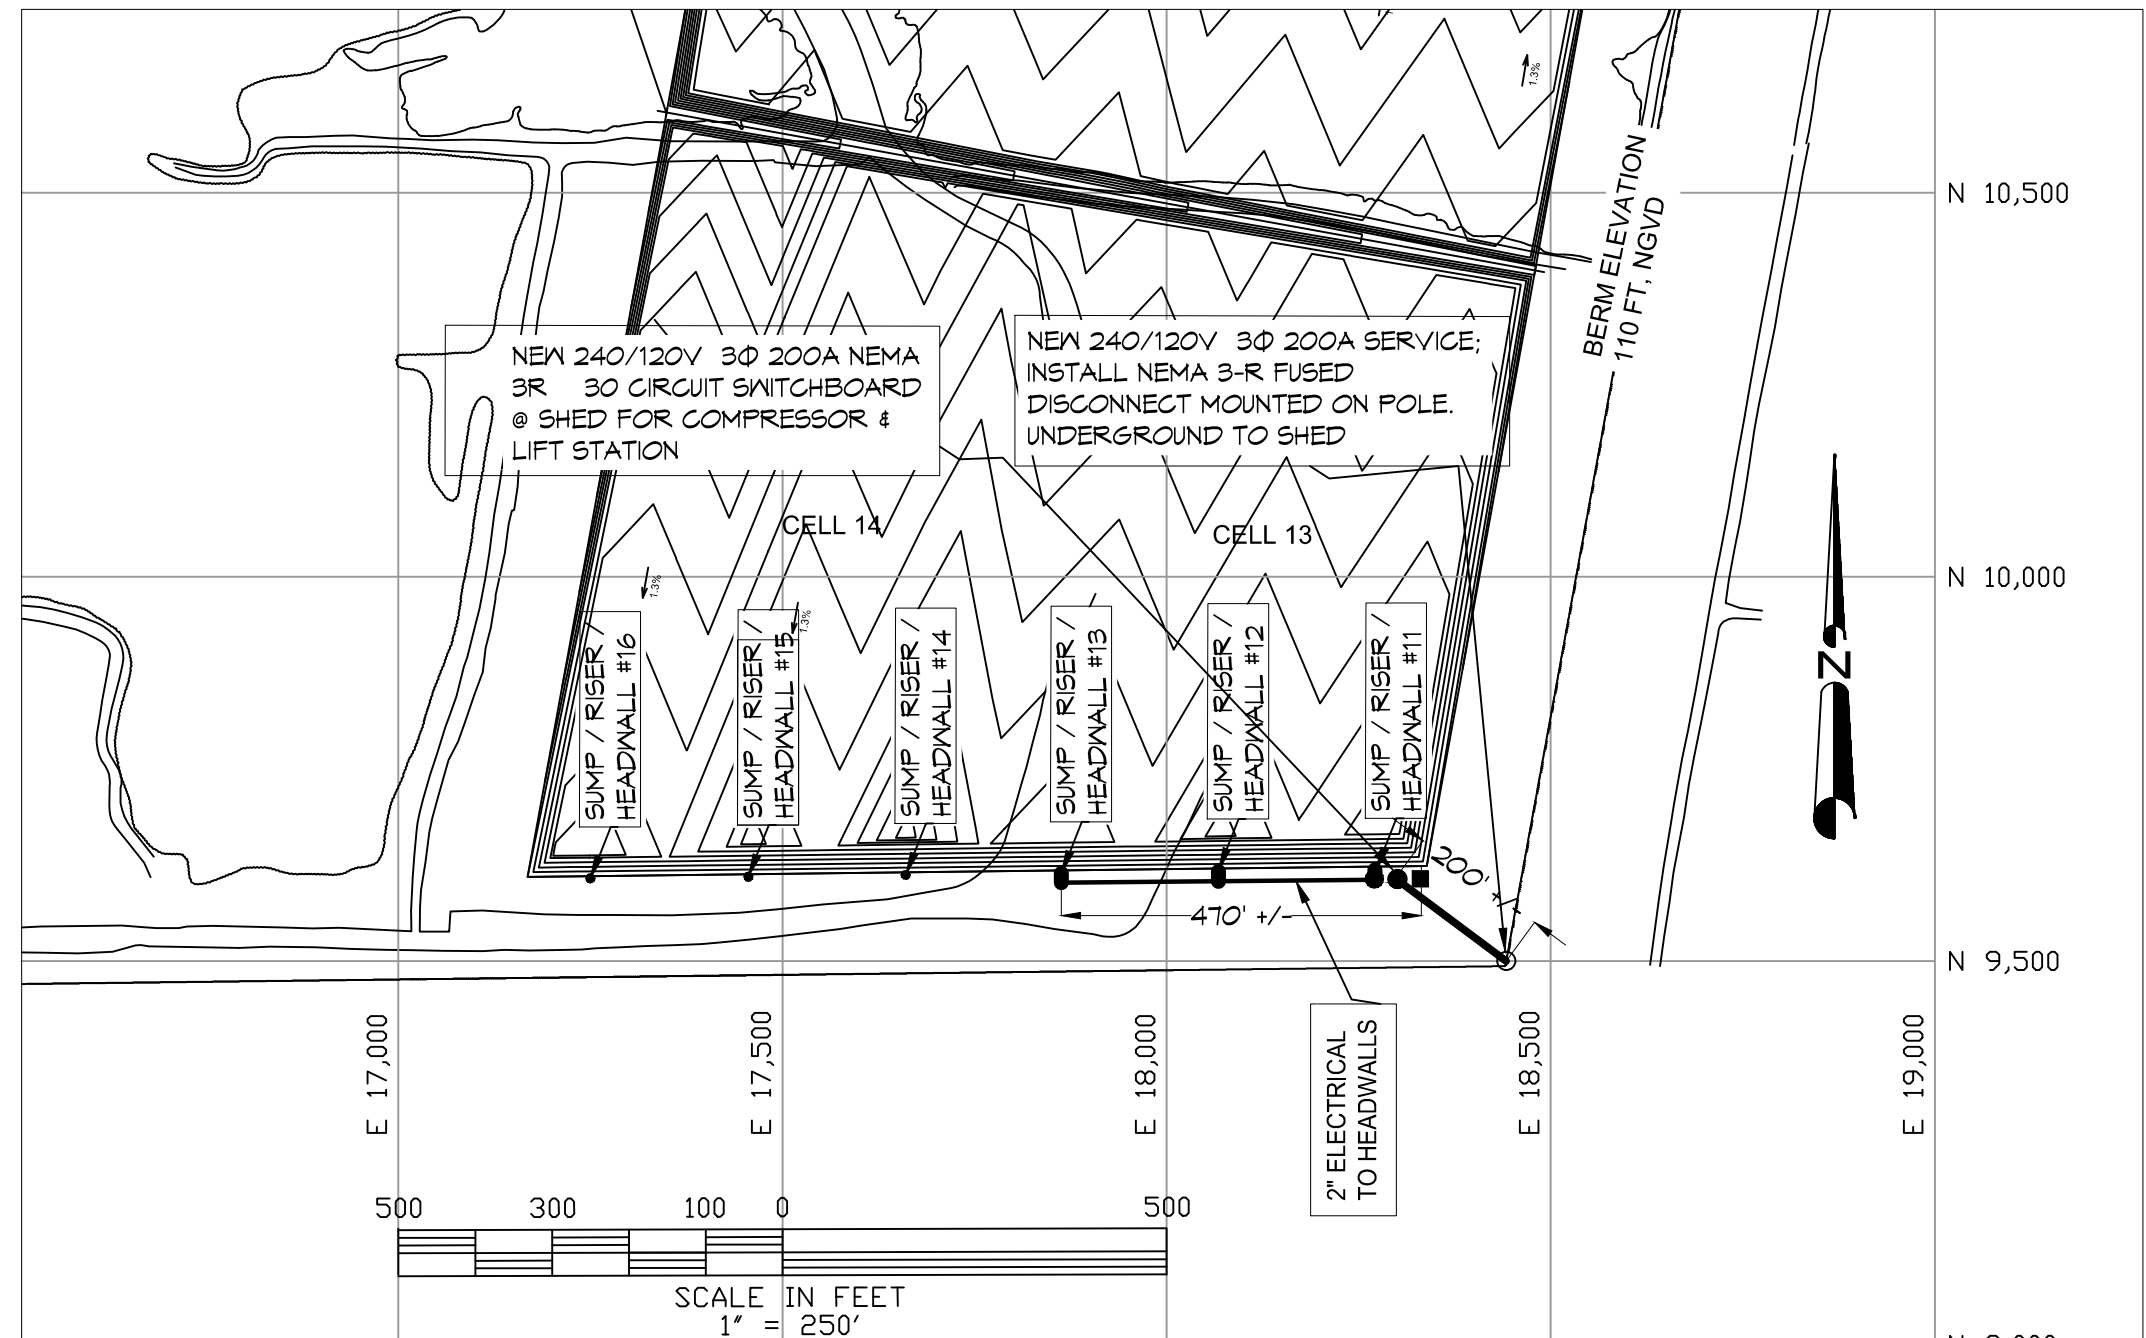 1.3%
N 10,500
BERM ELEVATION
110 FT, NGVD
NEW 240/120V 3Φ 200A NEMA
3R 30 CIRCUIT SWITCHBOARD
@ SHED FOR COMPRESSOR &
LIFT STATION
NEW 240/120V 3Φ 200A SERVICE;
INSTALL NEMA 3-R FUSED
DISCONNECT MOUNTED ON POLE.
UNDERGROUND TO SHED
CELL 14
CELL 13
N 10,000
1.3%
1.3%
SUMP / RISER /
HEADWALL #16
SUMP / RISER /
HEADWALL #15
SUMP / RISER /
HEADWALL #14
SUMP / RISER /
HEADWALL #13
SUMP / RISER /
HEADWALL #12
SUMP / RISER /
HEADWALL #11
N
200' +/-
470' +/-
N 9,500
E 17,000
E 17,500
E 18,000
E 18,500
E 19,000
2" ELECTRICAL
TO HEADWALLS
500 300 100 0 500
SCALE IN FEET
1" = 250'